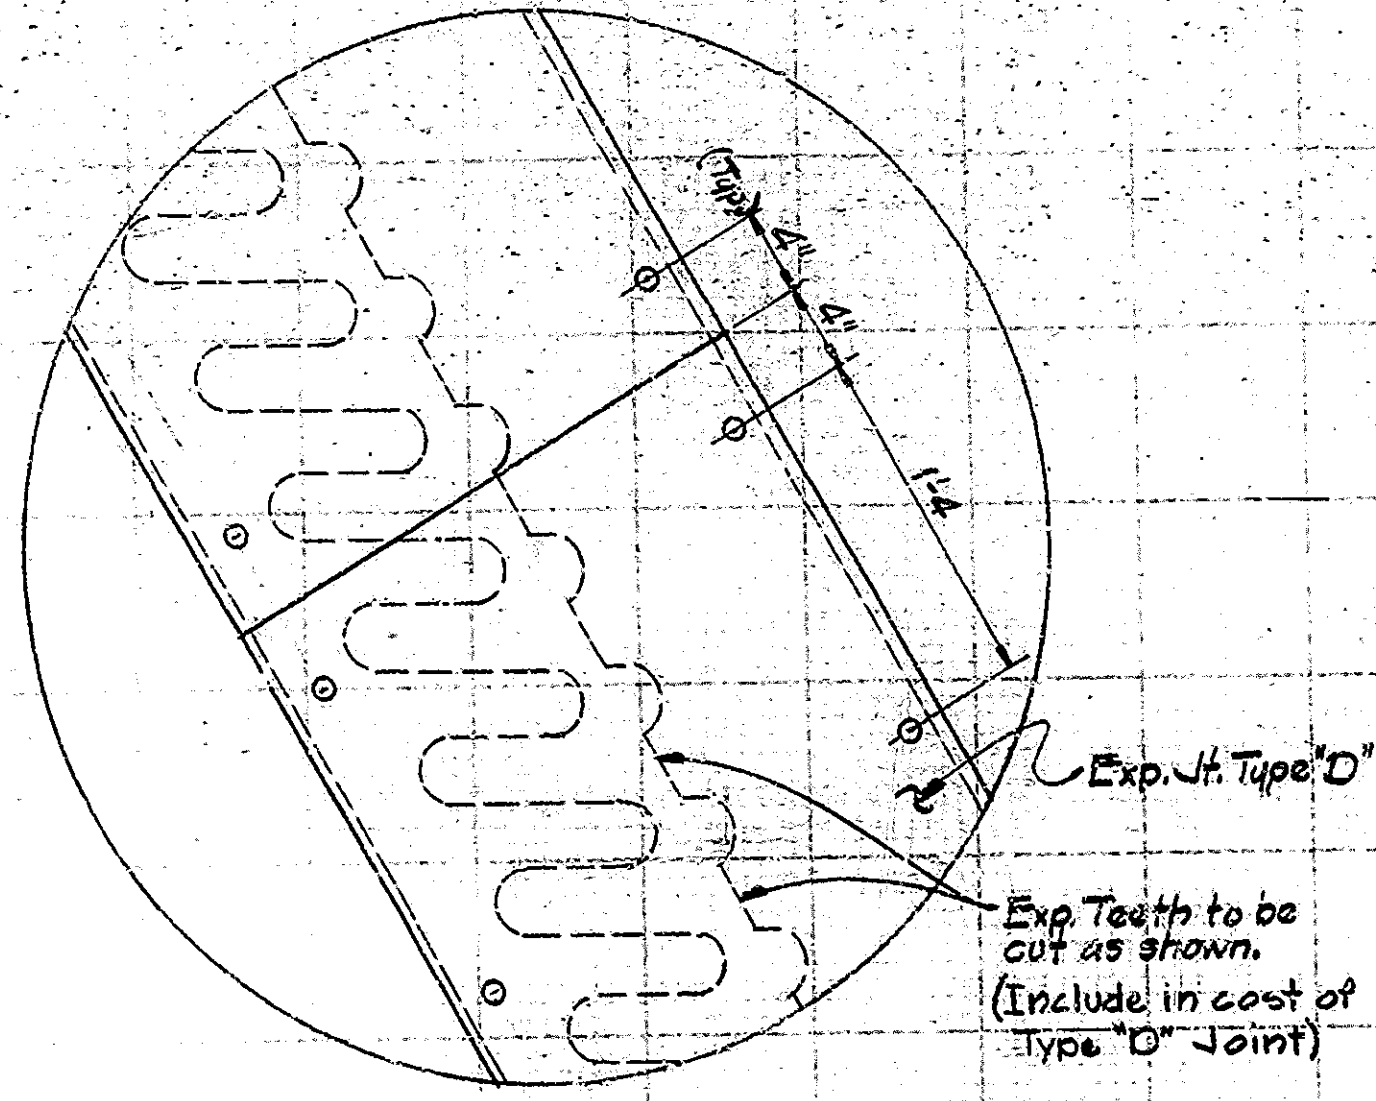 (Typ.)
4"
4"
1'-4
Exp. Jt. Type "D"
Exp. Teeth to be
cut as shown.
(Include in cost of
Type "D" Joint)